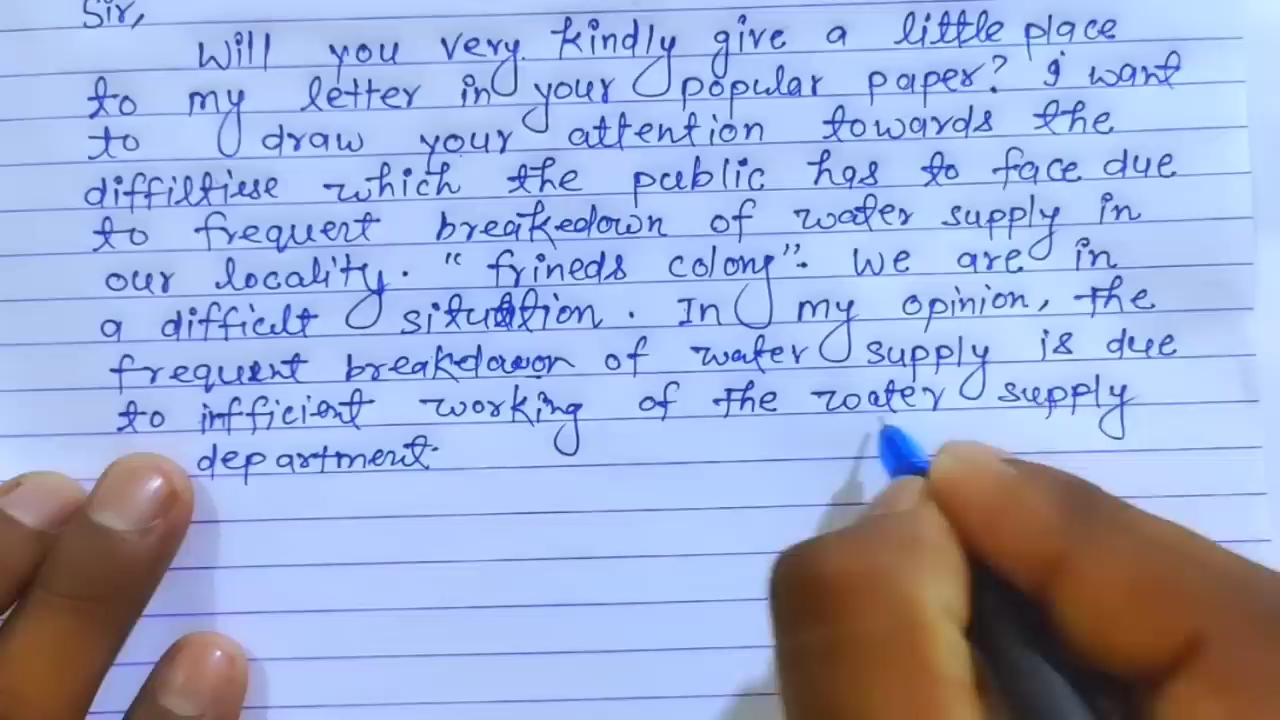 Sir,
Will you very kindly give a little place
to my letter in your popular paper? I want
to draw your attention towards the
diffiltiese which the public has to face due
to frequent breakedown of water supply in
our locality. "frineds colony". We are in
a difficult situation. In my opinion, the
frequent breakdown of water supply is due
to infficient working of the water supply
department.